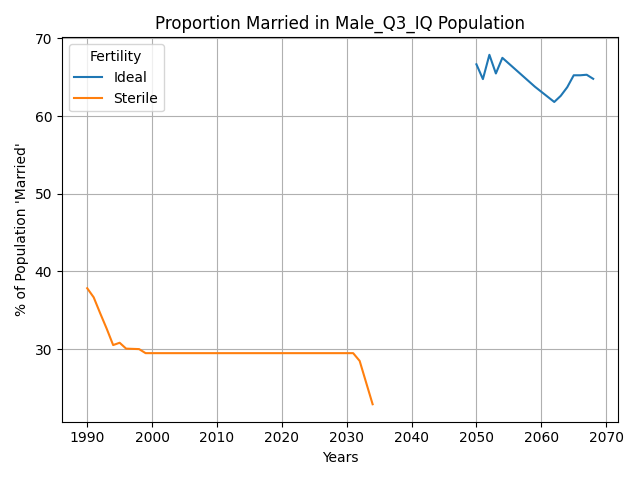 Proportion Married in Male_Q3_IQ Population
Fertility
Ideal
Sterile
% of Population 'Married'
70
60
50
40
30
1990 2000 2010 2020 2030 2040 2050 2060 2070
Years